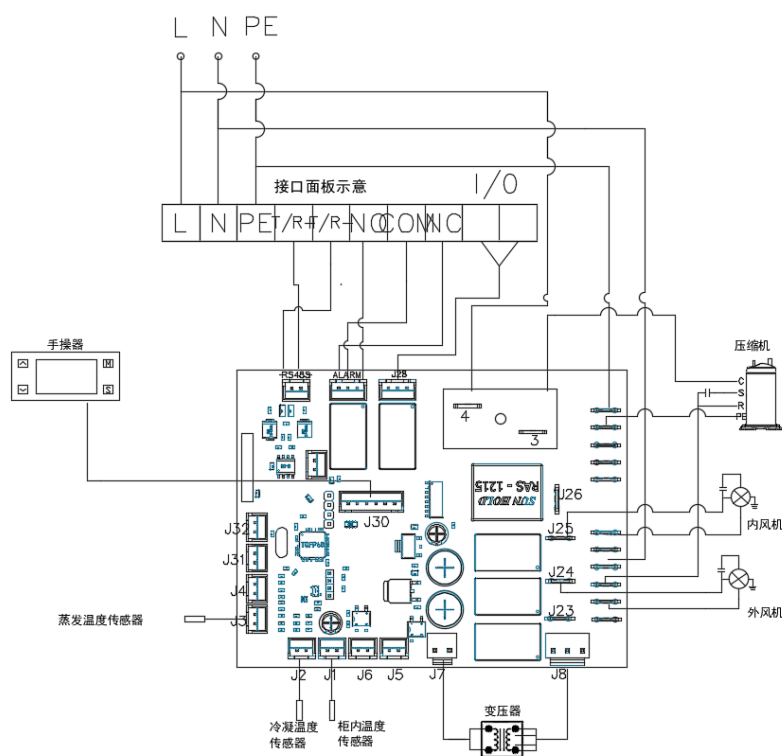 L N PE
接口面板示意
I/O
L N PE T/R+ T/R- NO COM NC
手操器
M
S
RS485
ALARM
J28
4
3
压缩机
C
S
R
PE
SUN HOLD
RAS-1215
J26
J30
J25
内风机
J32
J31
J24
J4
J23
外风机
蒸发温度传感器
J3
J2 J1 J6 J5 J7 J8
冷凝温度
传感器
柜内温度
传感器
变压器